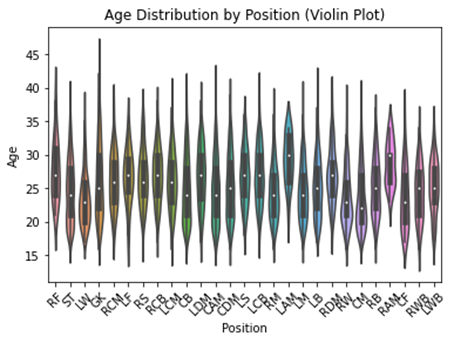 Age Distribution by Position (Violin Plot)
45
40
35
30
25
20
15
Age
RF ST LW GK RCM LF RS RCB LCM CB LDM CAM CDM LS LCB RM LAM LM LB RDM RW CM RB RAM CF RWB LWB
Position